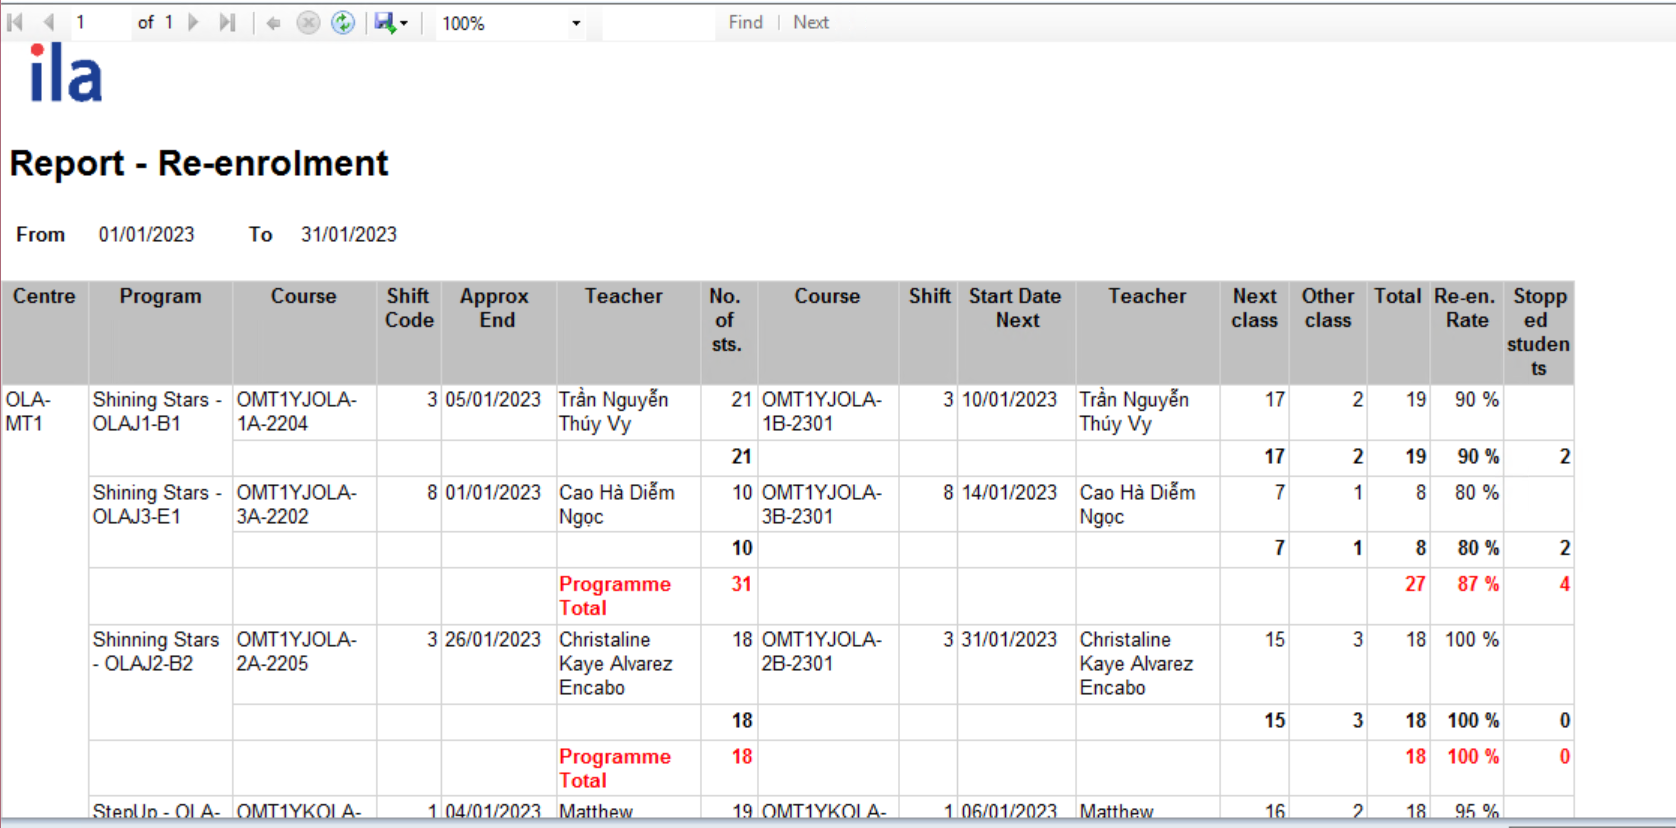 1 of 1 100% Find Next
ila
Report - Re-enrolment
From 01/01/2023 To 31/01/2023
Centre Program Course Shift Approx Teacher No. Course Shift Start Date Teacher Next Other Total Re-en. Stopp
Code End of Next class class Rate ed
sts. studen
ts
OLA- Shining Stars - OMT1YJOLA- 3 05/01/2023 Trần Nguyễn 21 OMT1YJOLA- 3 10/01/2023 Trần Nguyễn 17 2 19 90 %
MT1 OLAJ1-B1 1A-2204 Thúy Vy 1B-2301 Thúy Vy
21 17 2 19 90 % 2
Shining Stars - OMT1YJOLA- 8 01/01/2023 Cao Hà Diễm 10 OMT1YJOLA- 8 14/01/2023 Cao Hà Diễm 7 1 8 80 %
OLAJ3-E1 3A-2202 Ngọc 3B-2301 Ngọc
10 7 1 8 80 % 2
Programme 31 27 87 % 4
Total
Shinning Stars OMT1YJOLA- 3 26/01/2023 Christaline 18 OMT1YJOLA- 3 31/01/2023 Christaline 15 3 18 100 %
- OLAJ2-B2 2A-2205 Kaye Alvarez 2B-2301 Kaye Alvarez
Encabo Encabo
18 15 3 18 100 % 0
Programme 18 18 100 % 0
Total
StepUp - OLA- OMT1YKOLA- 1 04/01/2023 Matthew 19 OMT1YKOLA- 1 06/01/2023 Matthew 16 2 18 95 %